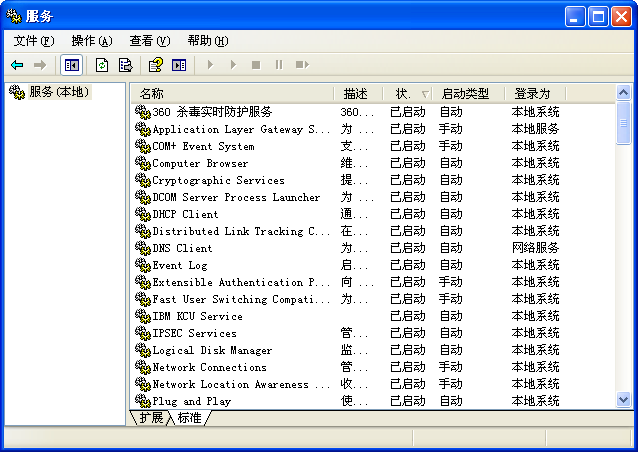 服务
文件(F) 操作(A) 查看(V) 帮助(H)
服务(本地)
名称 描述 状. 启动类型 登录为
360 杀毒实时防护服务 360... 已启动 自动 本地系统
Application Layer Gateway S... 为 ... 已启动 手动 本地服务
COM+ Event System 支... 已启动 手动 本地系统
Computer Browser 维... 已启动 自动 本地系统
Cryptographic Services 提... 已启动 自动 本地系统
DCOM Server Process Launcher 为 ... 已启动 自动 本地系统
DHCP Client 通... 已启动 自动 本地系统
Distributed Link Tracking C... 在... 已启动 自动 本地系统
DNS Client 为... 已启动 自动 网络服务
Event Log 启... 已启动 自动 本地系统
Extensible Authentication P... 向 ... 已启动 手动 本地系统
Fast User Switching Compati... 为... 已启动 手动 本地系统
IBM KCU Service 已启动 自动 本地系统
IPSEC Services 管... 已启动 自动 本地系统
Logical Disk Manager 监... 已启动 自动 本地系统
Network Connections 管... 已启动 手动 本地系统
Network Location Awareness ... 收... 已启动 手动 本地系统
Plug and Play 使... 已启动 自动 本地系统
扩展 标准